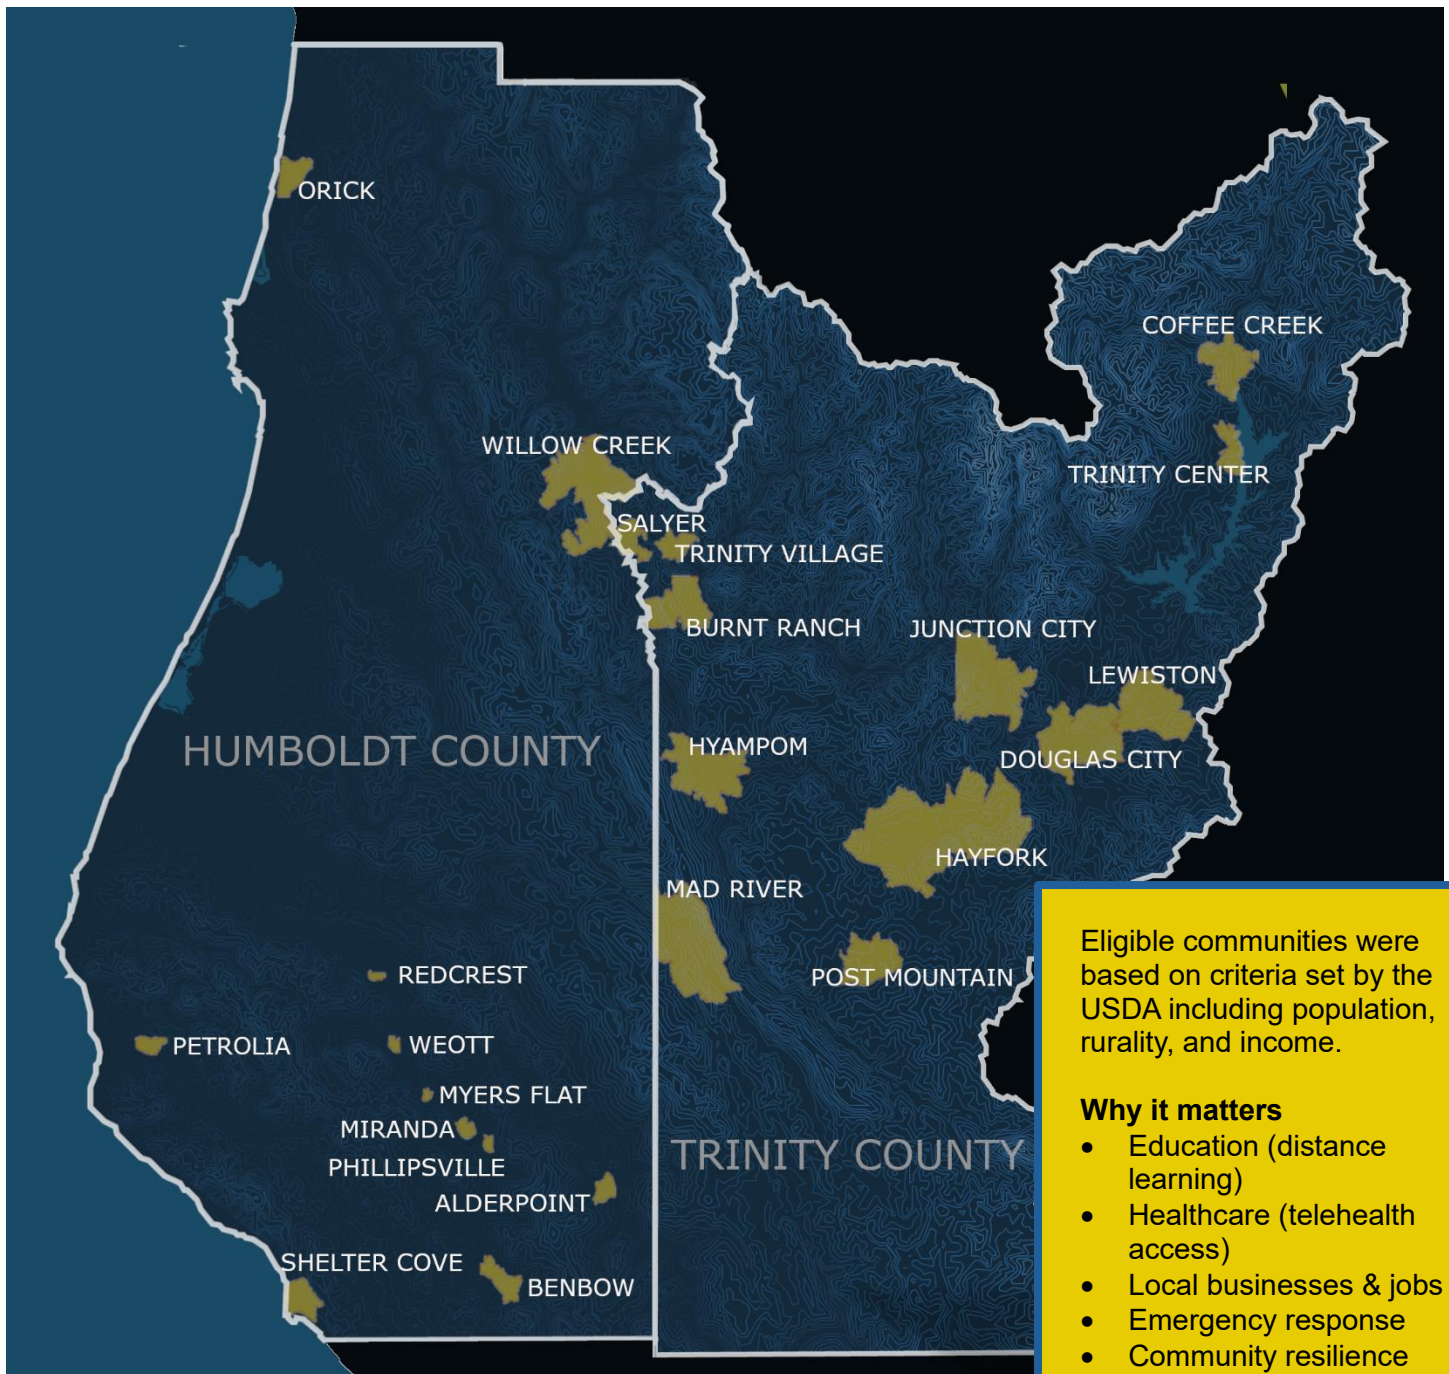 ORICK
COFFEE CREEK
WILLOW CREEK
TRINITY CENTER
SALYER
TRINITY VILLAGE
BURNT RANCH
JUNCTION CITY
LEWISTON
HUMBOLDT COUNTY
HYAMPOM
DOUGLAS CITY
HAYFORK
MAD RIVER
REDCREST
POST MOUNTAIN
PETROLIA
WEOTT
MYERS FLAT
MIRANDA
TRINITY COUNTY
PHILLIPSVILLE
ALDERPOINT
SHELTER COVE
BENBOW
Eligible communities were
based on criteria set by the
USDA including population,
rurality, and income.
Why it matters
• Education (distance
learning)
• Healthcare (telehealth
access)
• Local businesses & jobs
• Emergency response
• Community resilience